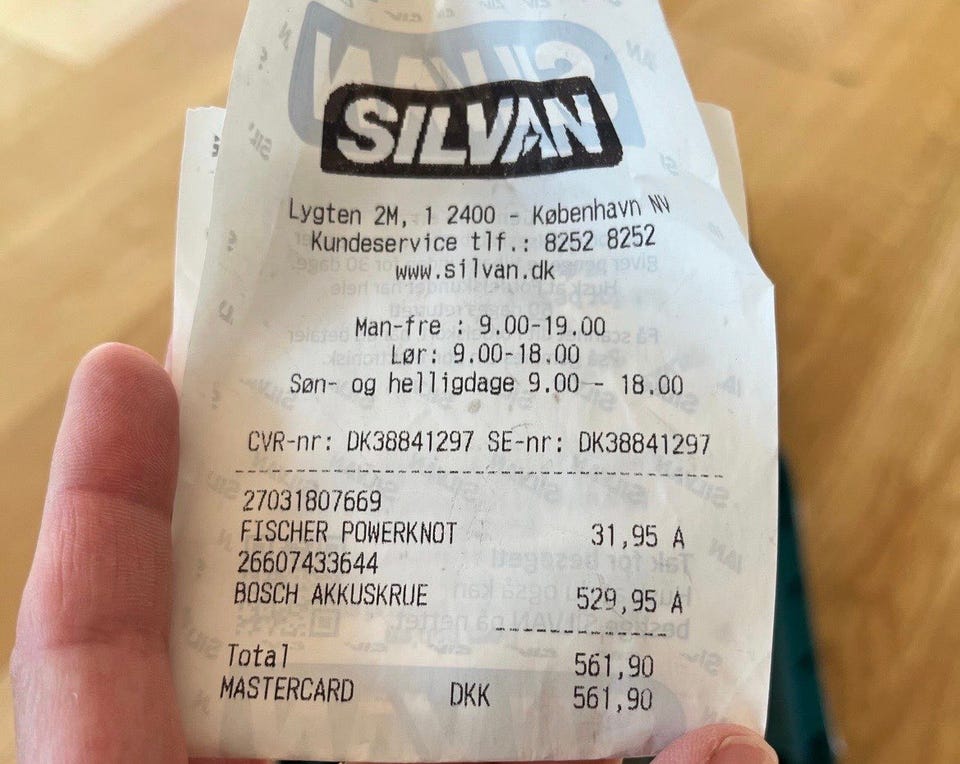 SILVAN
Lygten 2M, 1 2400 - København NV
Kundeservice tlf.: 8252 8252
www.silvan.dk
Man-fre : 9.00-19.00
Lør: 9.00-18.00
Søn- og helligdage 9.00 - 18.00
CVR-nr: DK38841297 SE-nr: DK38841297
27031807669
FISCHER POWERKNOT 31,95 A
26607433644
BOSCH AKKUSKRUE 529,95 A
Total 561,90
MASTERCARD DKK 561,90